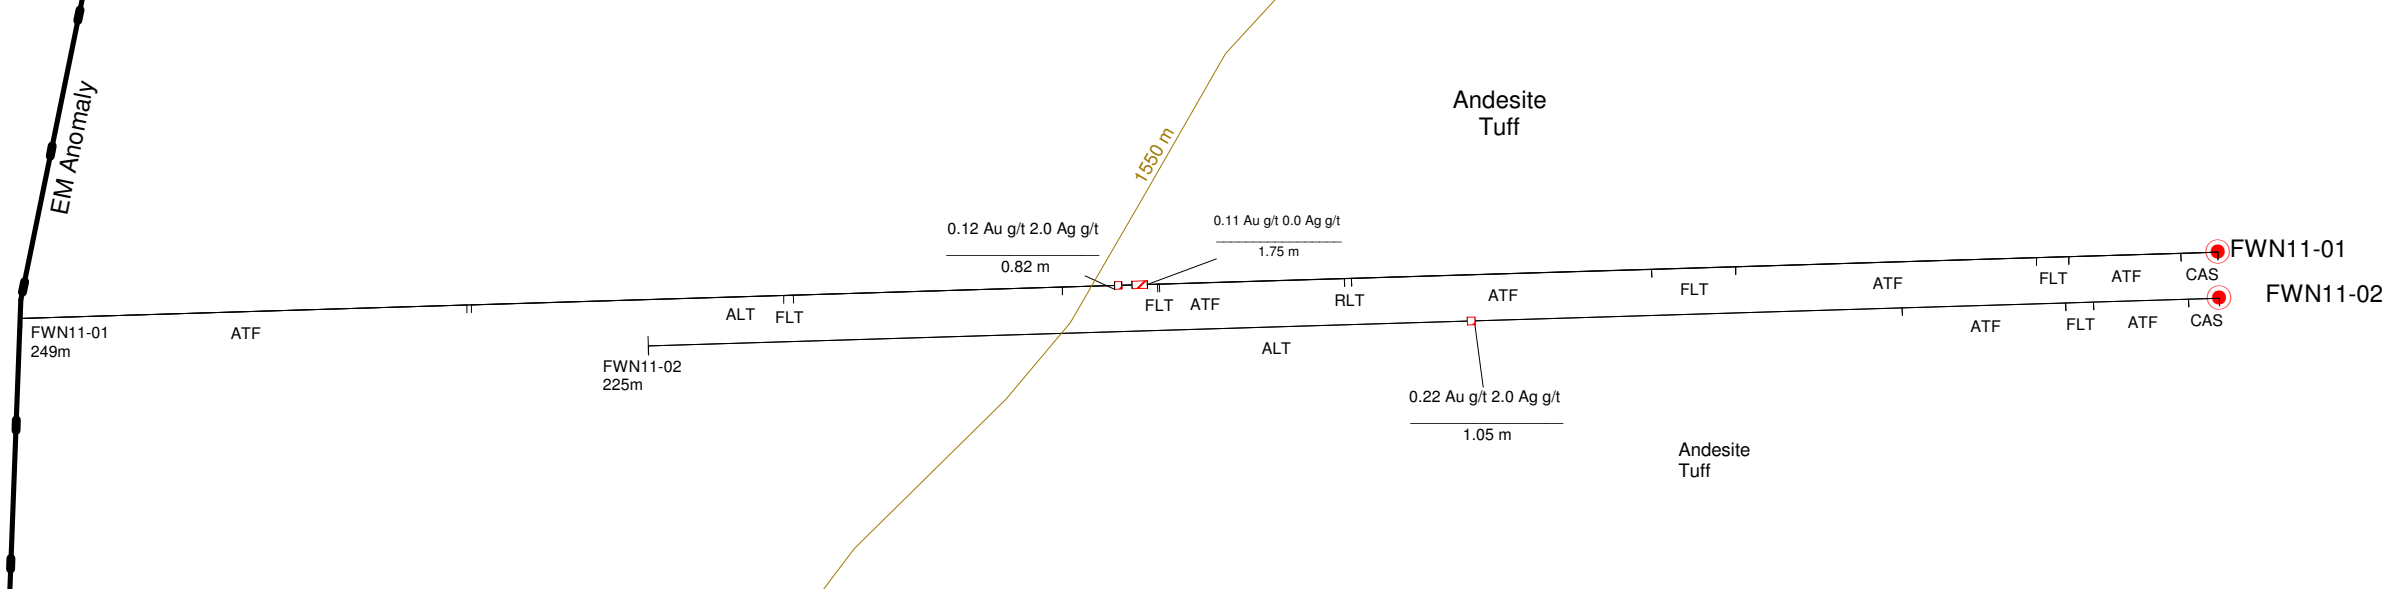 EM Anomaly
1550 m
Andesite
Tuff
0.12 Au g/t 2.0 Ag g/t
0.82 m
0.11 Au g/t 0.0 Ag g/t
1.75 m
FWN11-01
FWN11-02
FWN11-01
249m
ATF
ALT
FLT
FLT
ATF
RLT
ATF
FLT
ATF
FLT
ATF
CAS
FWN11-02
225m
ALT
ATF
FLT
ATF
CAS
0.22 Au g/t 2.0 Ag g/t
1.05 m
Andesite
Tuff